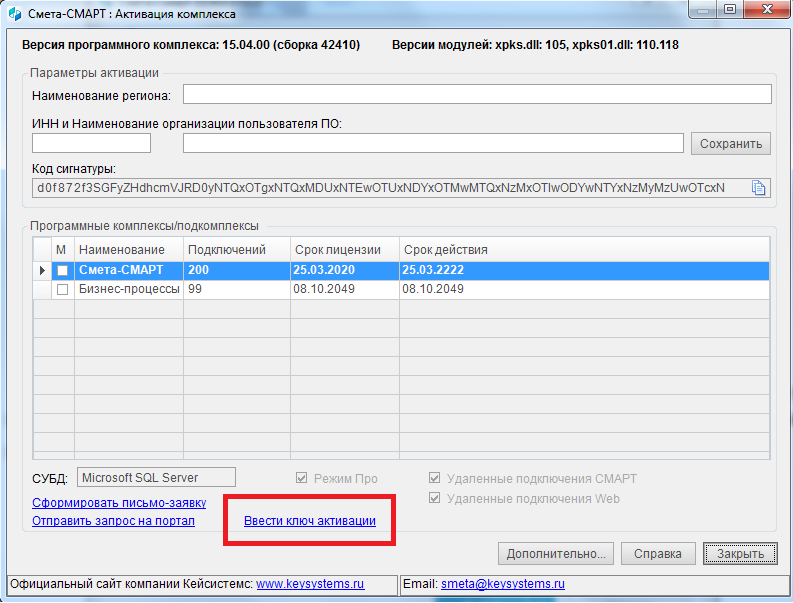 Смета-СМАРТ : Активация комплекса
Версия программного комплекса: 15.04.00 (сборка 42410) Версии модулей: xpks.dll: 105, xpks01.dll: 110.118
Параметры активации
Наименование региона:
ИНН и Наименование организации пользователя ПО:
Сохранить
Код сигнатуры:
d0f872f3SGFyZHdhcmVJRD0yNTQxOTgxNTQxMDUxNTEwOTUxNDYxOTMwMTQxNzMxOTIwODYwNTYxNzMyMzUwOTcxN
Программные комплексы/подкомплексы
М Наименование Подключений Срок лицензии Срок действия
Смета-СМАРТ 200 25.03.2020 25.03.2222
Бизнес-процессы 99 08.10.2049 08.10.2049
СУБД: Microsoft SQL Server Режим Про Удаленные подключения СМАРТ
Удаленные подключения Web
Сформировать письмо-заявку
Отправить запрос на портал Ввести ключ активации
Дополнительно... Справка Закрыть
Официальный сайт компании Кейсистемс: www.keysystems.ru Email: smeta@keysystems.ru